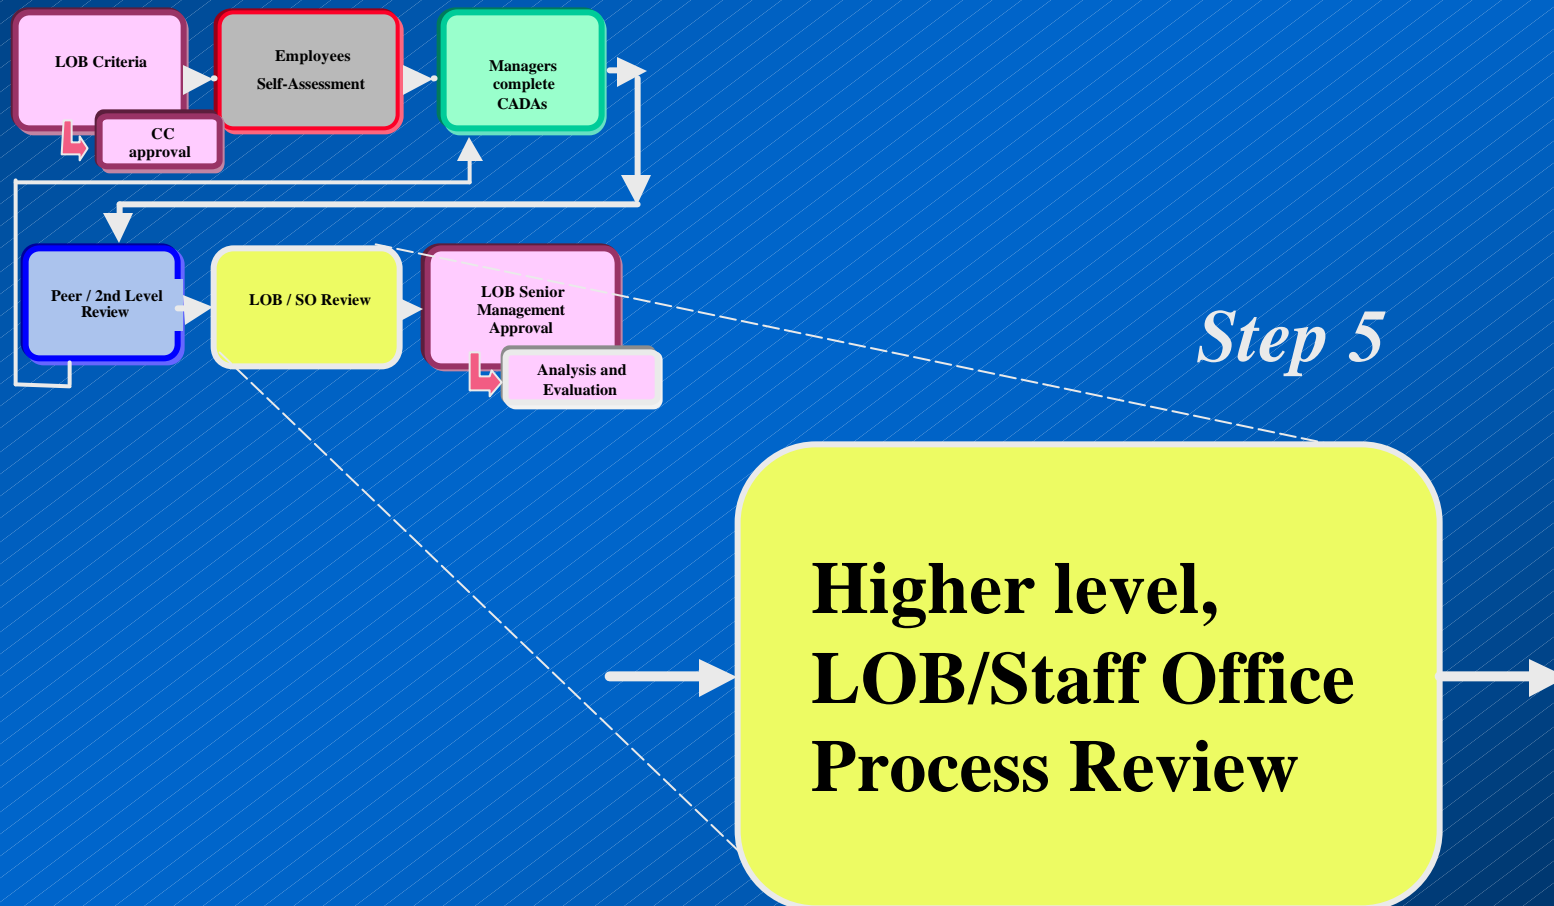 LOB Criteria
CC
approval
Employees
Self-Assessment
Managers
complete
CADAs
Peer / 2nd Level
Review
LOB / SO Review
LOB Senior
Management
Approval
Analysis and
Evaluation
Step 5
Higher level,
LOB/Staff Office
Process Review